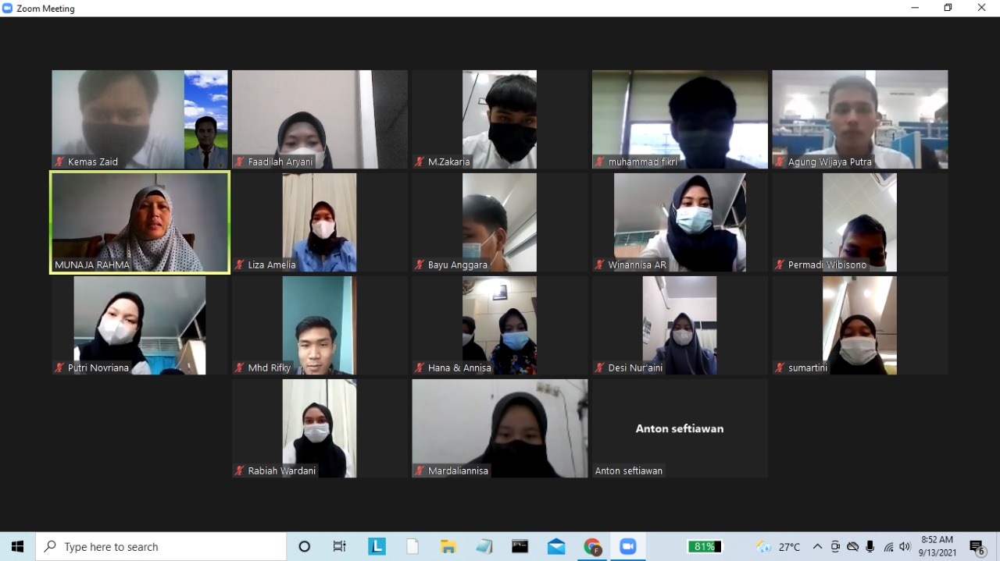 Zoom Meeting
Kemas Zaid
Faadilah Aryani
M.Zakaria
muhammad fikri
Agung Wijaya Putra
MUNAJA RAHMA
Liza Amelia
Bayu Anggara
Winannisa AR
Permadi Wibisono
Putri Novriana
Mhd Rifky
Hana & Annisa
Desi Nur'aini
sumartini
Rabiah Wardani
Mardaliannisa
Anton seftiawan
Anton seftiawan
Type here to search
L
F
81%
27°C
8:52 AM
9/13/2021
6